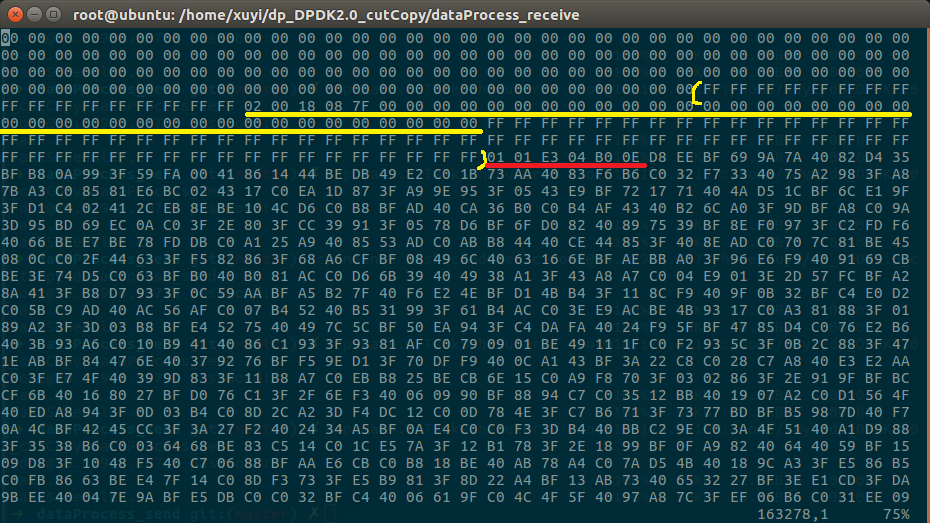 root@ubuntu: /home/xuyi/dp_DPDK2.0_cutCopy/dataProcess_receive
00 00 00 00 00 00 00 00 00 00 00 00 00 00 00 00 00 00 00 00 00 00 00 00 00 00 00 00 00 00 00 00 00 00
00 00 00 00 00 00 00 00 00 00 00 00 00 00 00 00 00 00 00 00 00 00 00 00 00 00 00 00 00 00 00 00 00 00
00 00 00 00 00 00 00 00 00 00 00 00 00 00 00 00 00 00 00 00 00 00 00 00 00 00 00 00 00 00 00 00 00 00
00 00 00 00 00 00 00 00 00 00 00 00 00 00 00 00 00 00 00 00 00 00 00 00 00 00 FF FF FF FF FF FF FF FF
FF FF FF FF FF FF FF FF FF 02 00 18 08 7F 00 00 00 00 00 00 00 00 00 00 00 00 00 00 00 00 00 00 00 00
00 00 00 00 00 00 00 00 00 00 00 00 00 00 00 00 00 00 FF FF FF FF FF FF FF FF FF FF FF FF FF FF FF FF
FF FF FF FF FF FF FF FF FF FF FF FF FF FF FF FF FF FF FF FF FF FF FF FF FF FF FF FF FF FF FF FF FF FF
FF FF FF FF FF FF FF FF FF FF FF FF FF FF FF FF FF FF 01 01 E3 04 B0 0E D8 EE BF 69 9A 7A 40 82 D4 35
BF B8 0A 99 3F 59 FA 00 41 86 14 44 BE DB 49 E2 C0 1B 73 AA 40 83 F6 B6 C0 32 F7 33 40 75 A2 98 3F A8
7B A3 C0 85 81 E6 BC 02 43 17 C0 EA 1D 87 3F A9 9E 95 3F 05 43 E9 BF 72 17 71 40 4A D5 1C BF 6C E1 9F
3F D1 C4 02 41 2C EB 8E BE 10 4C D6 C0 B8 BF AD 40 CA 36 B0 C0 B4 AF 43 40 B2 6C A0 3F 9D BF A8 C0 9A
3D 95 BD 69 EC 0A C0 3F 2E 80 3F CC 39 91 3F 05 78 D6 BF 6F D0 82 40 89 75 39 BF 8E F0 97 3F C2 FD F6
40 66 BE E7 BE 78 FD DB C0 A1 25 A9 40 85 53 AD C0 AB B8 44 40 CE 44 85 3F 40 8E AD C0 70 7C 81 BE 45
08 0C C0 2F 44 63 3F F5 82 86 3F 68 A6 CF BF 08 49 6C 40 63 16 6E BF AE BB A0 3F 96 E6 F9 40 91 69 CB
BE 3E 74 D5 C0 63 BF B0 40 B0 81 AC C0 D6 6B 39 40 49 38 A1 3F 43 A8 A7 C0 04 E9 01 3E 2D 57 FC BF A2
8A 41 3F B8 D7 93 3F 0C 59 AA BF A5 B2 7F 40 F6 E2 4E BF D1 4B B4 3F 11 8C F9 40 9F 0B 32 BF C4 E0 D2
C0 5B C9 AD 40 AC 56 AF C0 07 B4 52 40 B5 31 99 3F 61 B4 AC C0 3E E9 AC BE 4B 93 17 C0 A3 81 88 3F 01
89 A2 3F 3D 03 B8 BF E4 52 75 40 49 7C 5C BF 50 EA 94 3F C4 DA FA 40 24 F9 5F BF 47 85 D4 C0 76 E2 B6
40 3B 93 A6 C0 10 B9 41 40 86 C1 93 3F 93 81 AF C0 79 09 01 BE 49 11 1F C0 F2 93 5C 3F 0B 2C 88 3F 47
1E AB BF 84 47 6E 40 37 92 76 BF F5 9E D1 3F 70 DF F9 40 0C A1 43 BF 3A 22 C8 C0 28 C7 A8 40 E3 E2 AA
C0 3F E7 4F 40 39 9D 83 3F 11 B8 A7 C0 EB B8 25 BE CB 6E 15 C0 A9 F8 70 3F 03 02 86 3F 2E 91 9F BF BC
CF 6B 40 16 80 27 BF D0 76 C1 3F 2F 6E F3 40 06 09 90 BF 88 94 C7 C0 35 12 BB 40 19 07 A2 C0 D1 56 4F
40 ED A8 94 3F 0D 03 B4 C0 8D 2C A2 3D F4 DC 12 C0 0D 78 4E 3F C7 B6 71 3F 73 77 BD BF B5 98 7D 40 F7
0A 4C BF 42 45 CC 3F 3A 27 F2 40 24 34 A5 BF 0A E4 C0 C0 F3 3D B4 40 BB C2 9E C0 3A 4F 51 40 A1 D9 88
3F 35 38 B6 C0 03 64 68 BE 83 C5 14 C0 1C E5 7A 3F 12 B1 78 3F 2E 18 99 BF 0F A9 82 40 64 40 59 BF 15
09 D8 3F 10 48 F5 40 C7 06 88 BF AA E6 CB C0 B8 18 BE 40 AB 78 A4 C0 7A D5 4B 40 18 9C A3 3F E5 86 B5
C0 FB 86 63 BE E4 7F 14 C0 8D F3 73 3F E5 B9 81 3F 8D 22 A4 BF 13 AB 73 40 65 32 27 BF 3E E1 CD 3F DA
9B EE 40 04 7E 9A BF E5 DB C0 C0 32 BF C4 40 06 61 9F C0 4C 4F 5F 40 97 A8 7C 3F EF 06 B6 C0 31 EE 09
dataProcess_send git:(master) ✗
163278,1 75%